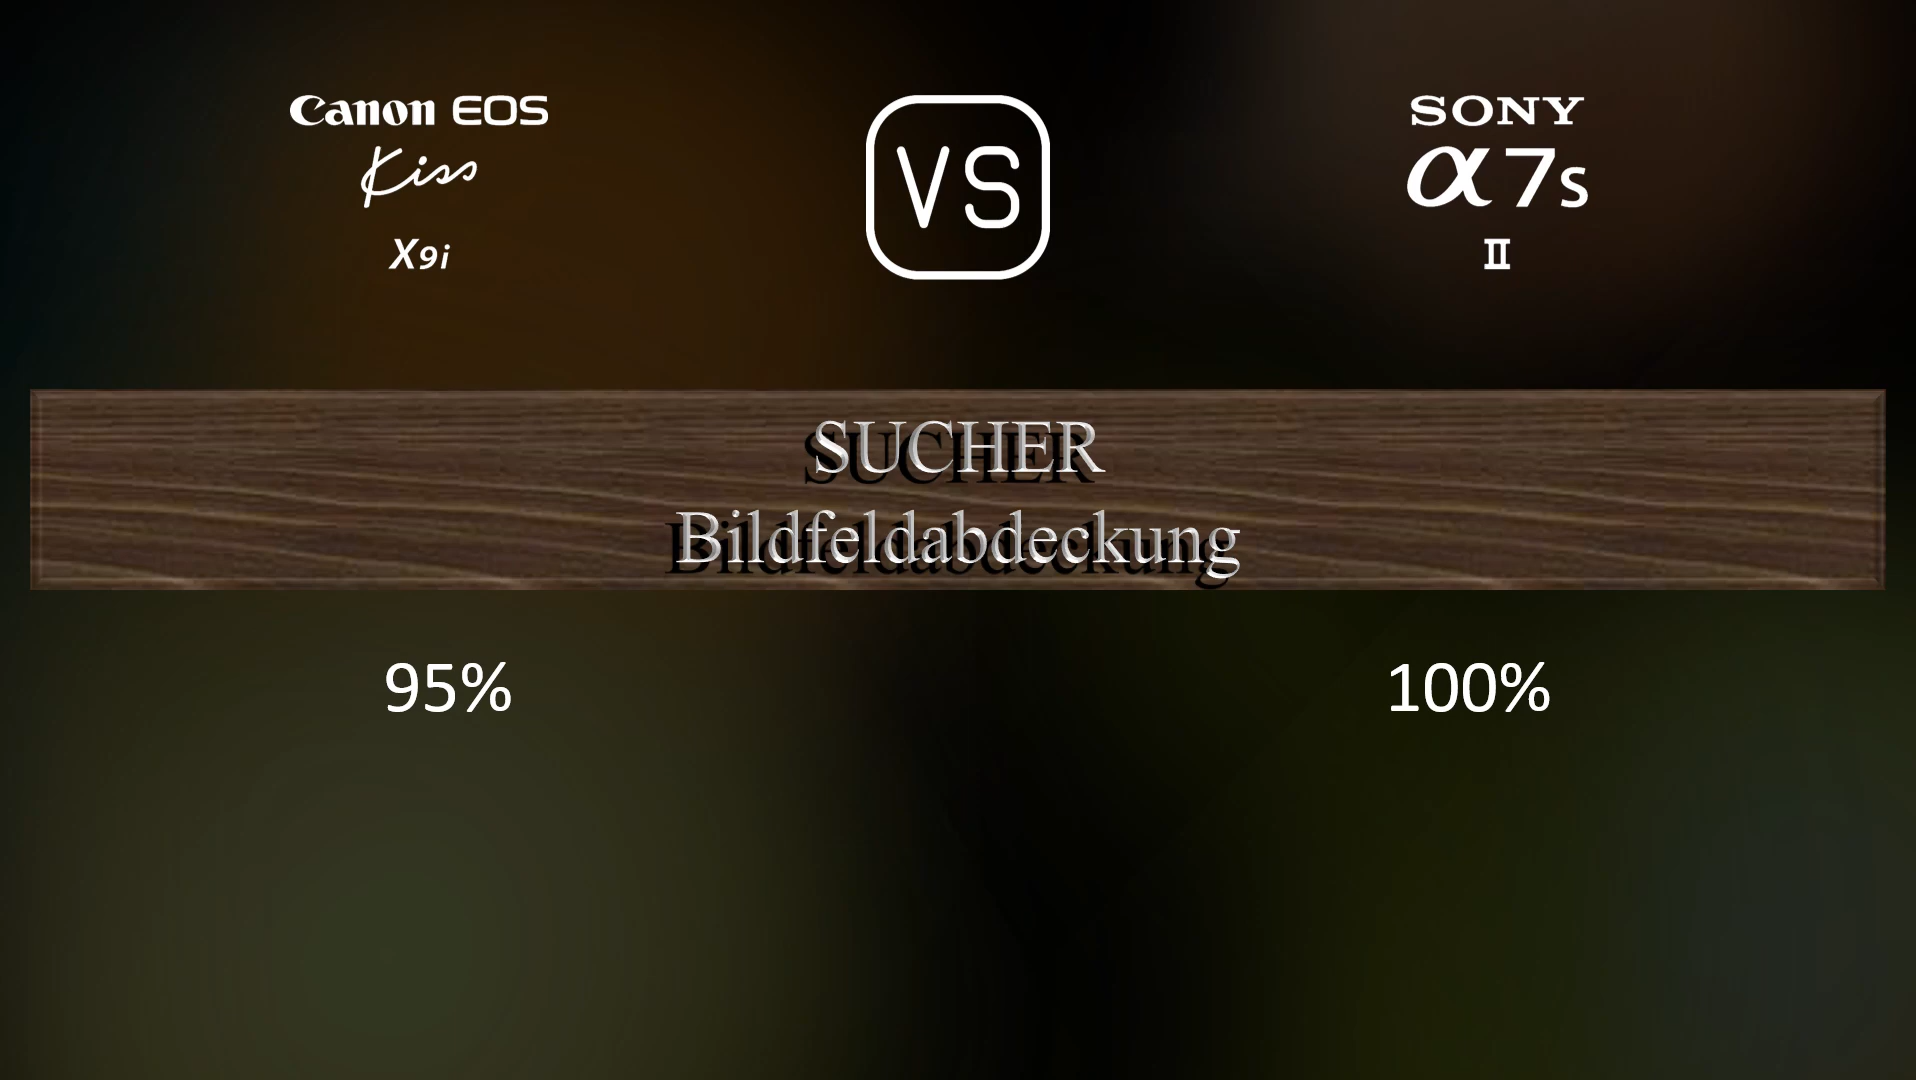 Canon EOS
Kiss
X9i
VS
SONY
α7s
II
SUCHER
Bildfeldabdeckung
95%
100%